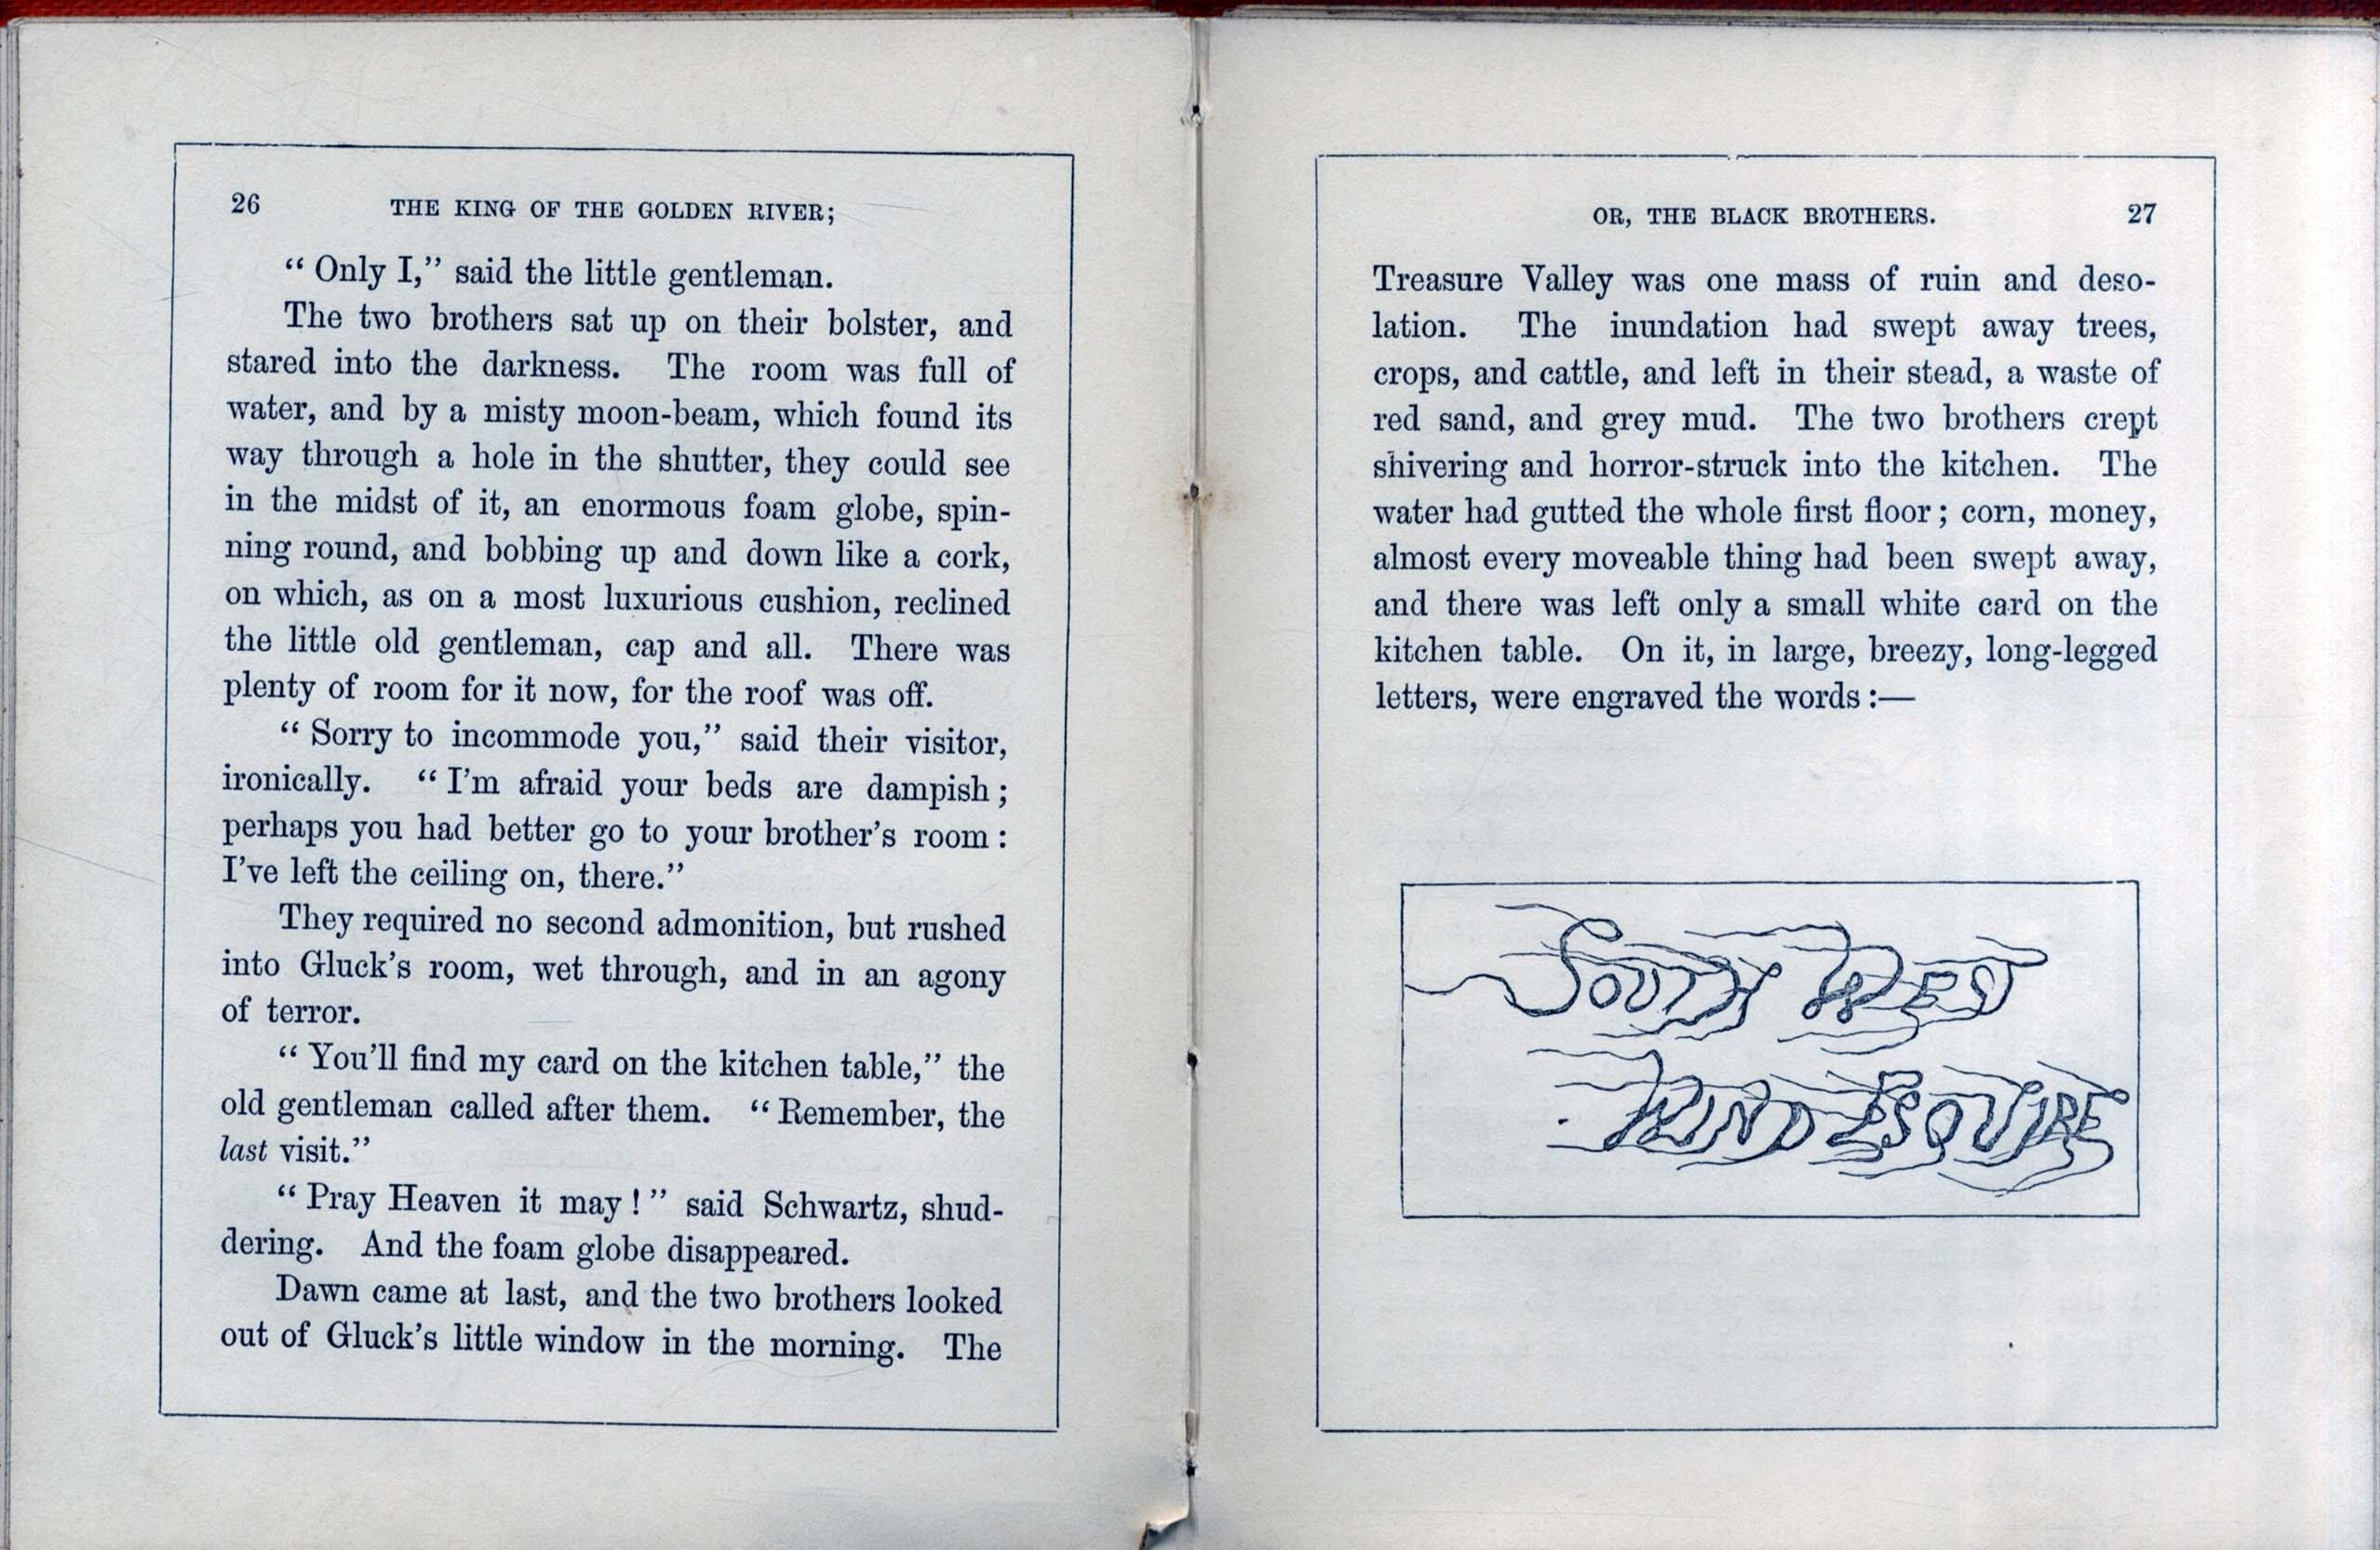 26 THE KING OF THE GOLDEN RIVER;
“ Only I,” said the little gentleman.
The two brothers sat up on their bolster, and
stared into the darkness. The room was full of
water, and by a misty moon-beam, which found its
way through a hole in the shutter, they could see
in the midst of it, an enormous foam globe, spin-
ning round, and bobbing up and down like a cork,
on which, as on a most luxurious cushion, reclined
the little old gentleman, cap and all. There was
plenty of room for it now, for the roof was off.
“ Sorry to incommode you,” said their visitor,
ironically. “ I’m afraid your beds are dampish ;
perhaps you had better go to your brother’s room :
I’ve left the ceiling on, there.”
They required no second admonition, but rushed
into Gluck’s room, wet through, and in an agony
of terror.
“ You’ll find my card on the kitchen table,” the
old gentleman called after them. “ Remember, the
last visit.”
“ Pray Heaven it may ! ” said Schwartz, shud-
dering. And the foam globe disappeared.
Dawn came at last, and the two brothers looked
out of Gluck’s little window in the morning. The
OR, THE BLACK BROTHERS. 27
Treasure Valley was one mass of ruin and deso-
lation. The inundation had swept away trees,
crops, and cattle, and left in their stead, a waste of
red sand, and grey mud. The two brothers crept
shivering and horror-struck into the kitchen. The
water had gutted the whole first floor ; corn, money,
almost every moveable thing had been swept away,
and there was left only a small white card on the
kitchen table. On it, in large, breezy, long-legged
letters, were engraved the words :—
SOUTH WEST
WIND ESQUIRE